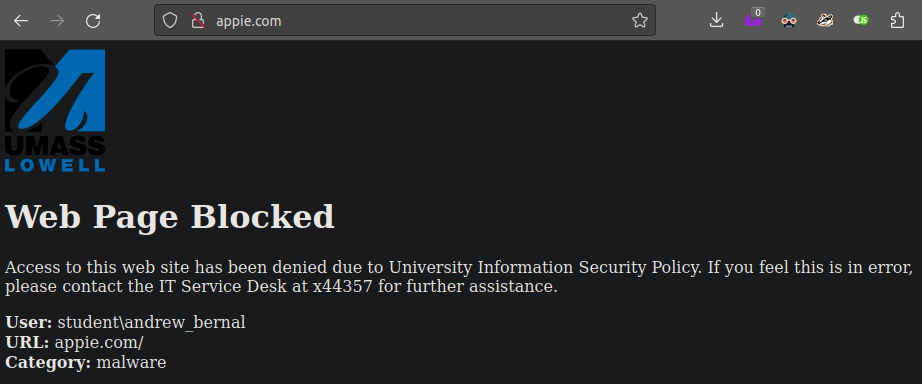 appie.com
0
JS
UMASS
LOWELL
Web Page Blocked
Access to this web site has been denied due to University Information Security Policy. If you feel this is in error,
please contact the IT Service Desk at x44357 for further assistance.
User: student\andrew_bernal
URL: appie.com/
Category: malware